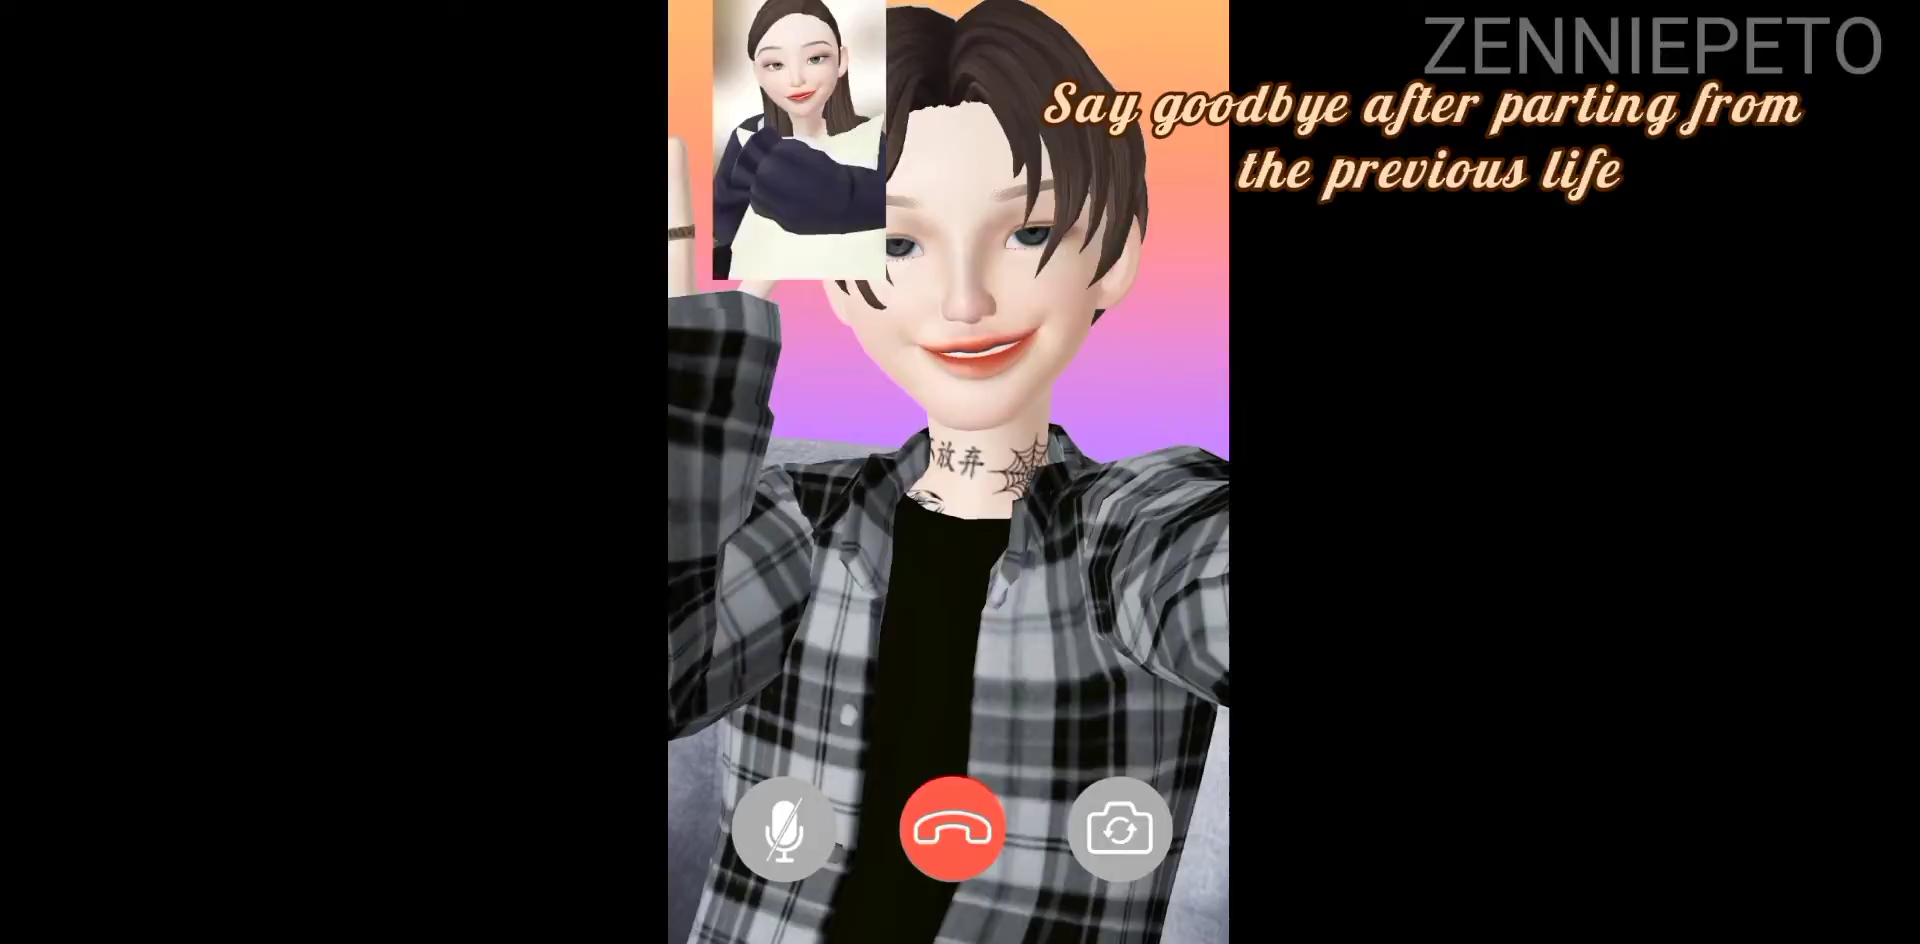 ZENNIEPETO
Say goodbye after parting from
the previous life
放弃